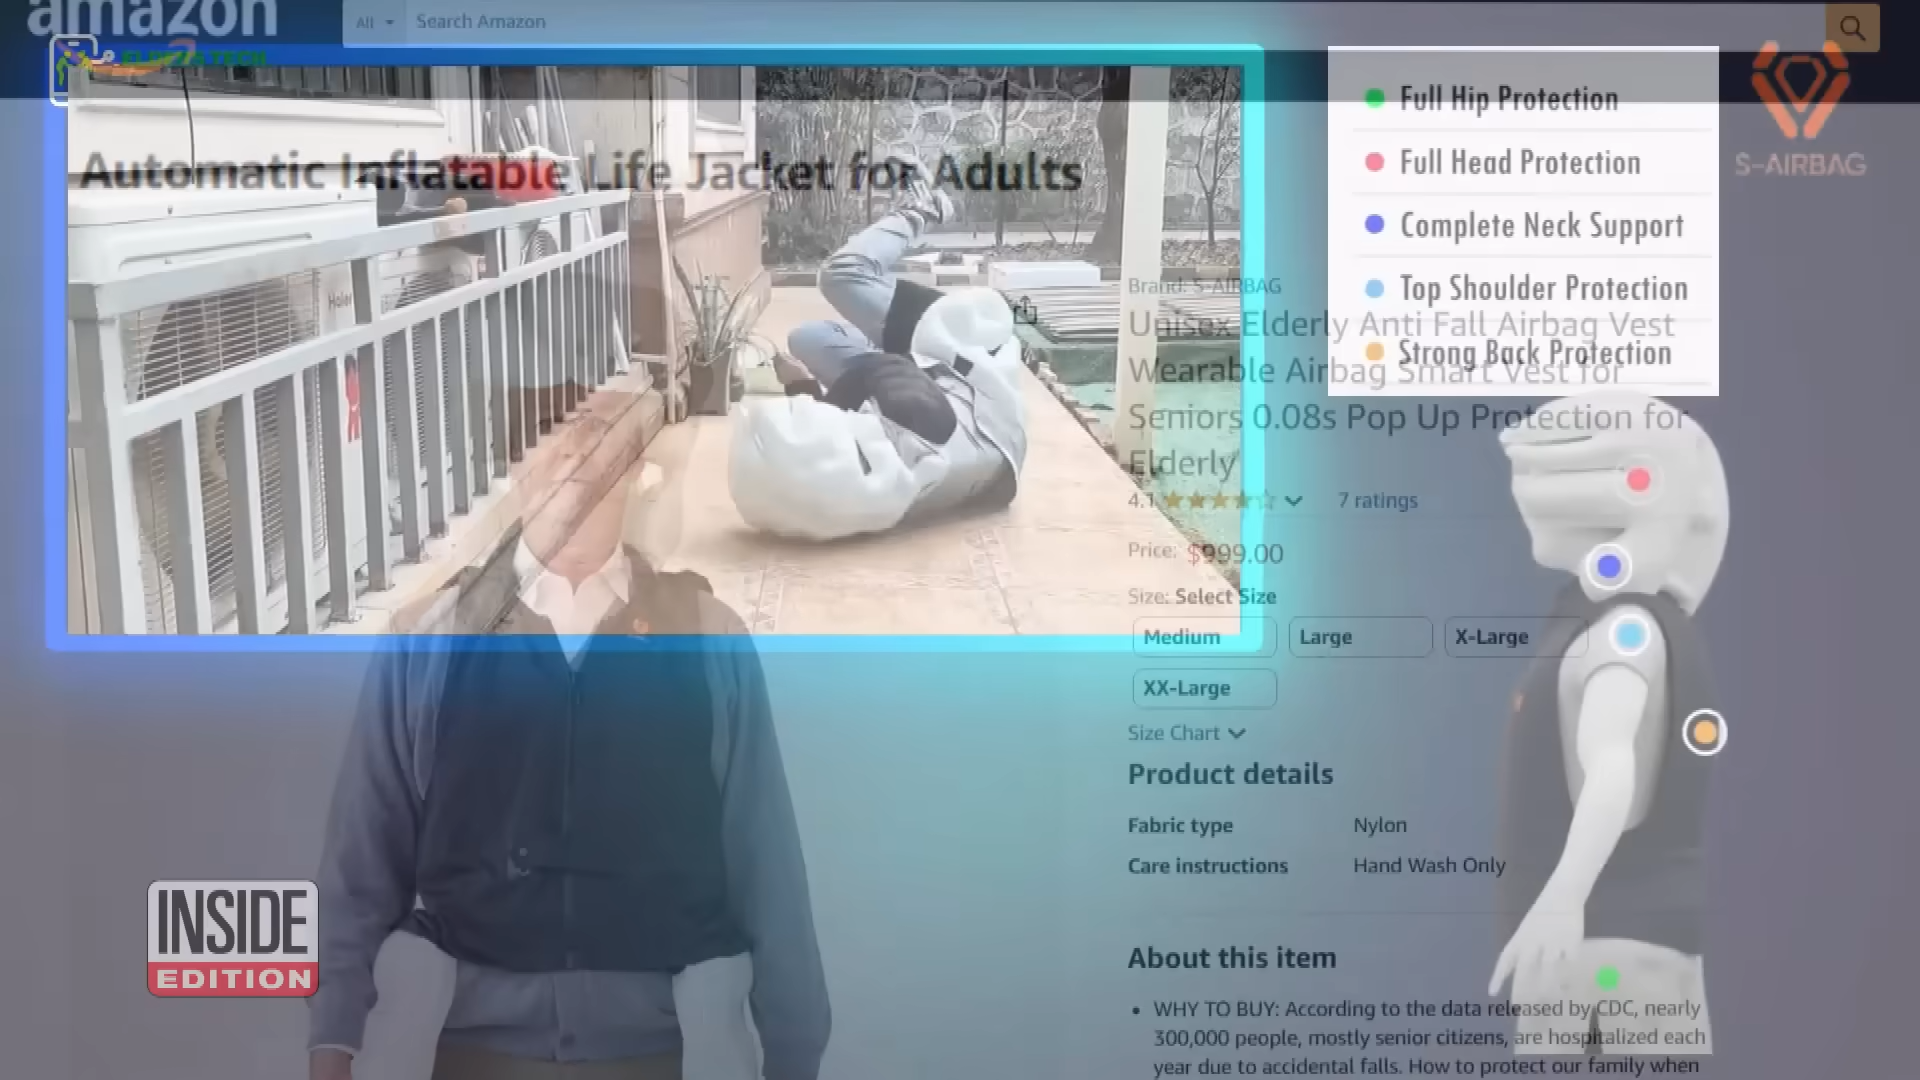 amazon
All
Search Amazon
ELDER'S TECH
Automatic Inflatable Life Jacket for Adults
Haier
Full Hip Protection
Full Head Protection
Complete Neck Support
Top Shoulder Protection
Strong Back Protection
S-AIRBAG
Brand: S-AIRBAG
Unisex Elderly Anti Fall Airbag Vest
Wearable Airbag Smart Vest for
Seniors 0.08s Pop Up Protection for
Elderly
4.1
7 ratings
Price: $999.00
Size: Select Size
Medium
Large
X-Large
XX-Large
Size Chart
Product details
Fabric type Nylon
Care instructions Hand Wash Only
About this item
• WHY TO BUY: According to the data released by CDC, nearly
300,000 people, mostly senior citizens, are hospitalized each
year due to accidental falls. How to protect our family when
INSIDE
EDITION